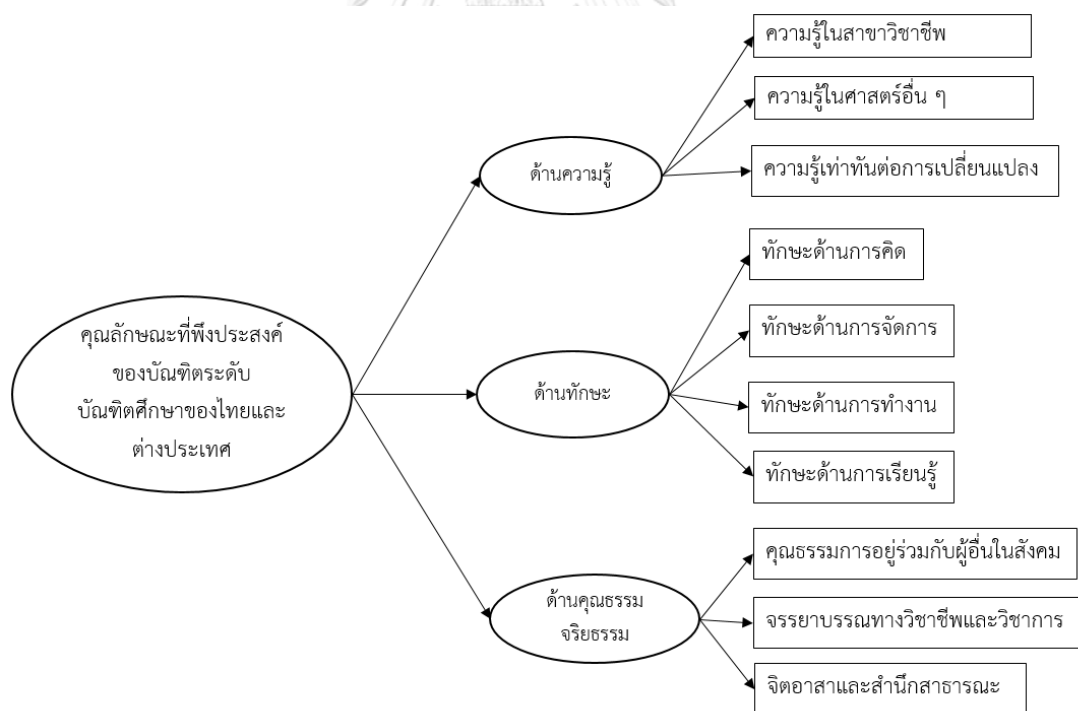 ความรู้ในสาขาวิชาชีพ
ความรู้ในศาสตร์อื่น ๆ
ด้านความรู้
ความรู้เท่าทันต่อการเปลี่ยนแปลง
ทักษะด้านการคิด
คุณลักษณะที่พึงประสงค์
ของบัณฑิตระดับ
บัณฑิตศึกษาของไทยและ
ต่างประเทศ
ทักษะด้านการจัดการ
ด้านทักษะ
ทักษะด้านการทำงาน
ทักษะด้านการเรียนรู้
คุณธรรมการอยู่ร่วมกับผู้อื่นในสังคม
ด้านคุณธรรม
จริยธรรม
จรรยาบรรณทางวิชาชีพและวิชาการ
จิตอาสาและสำนึกสาธารณะ